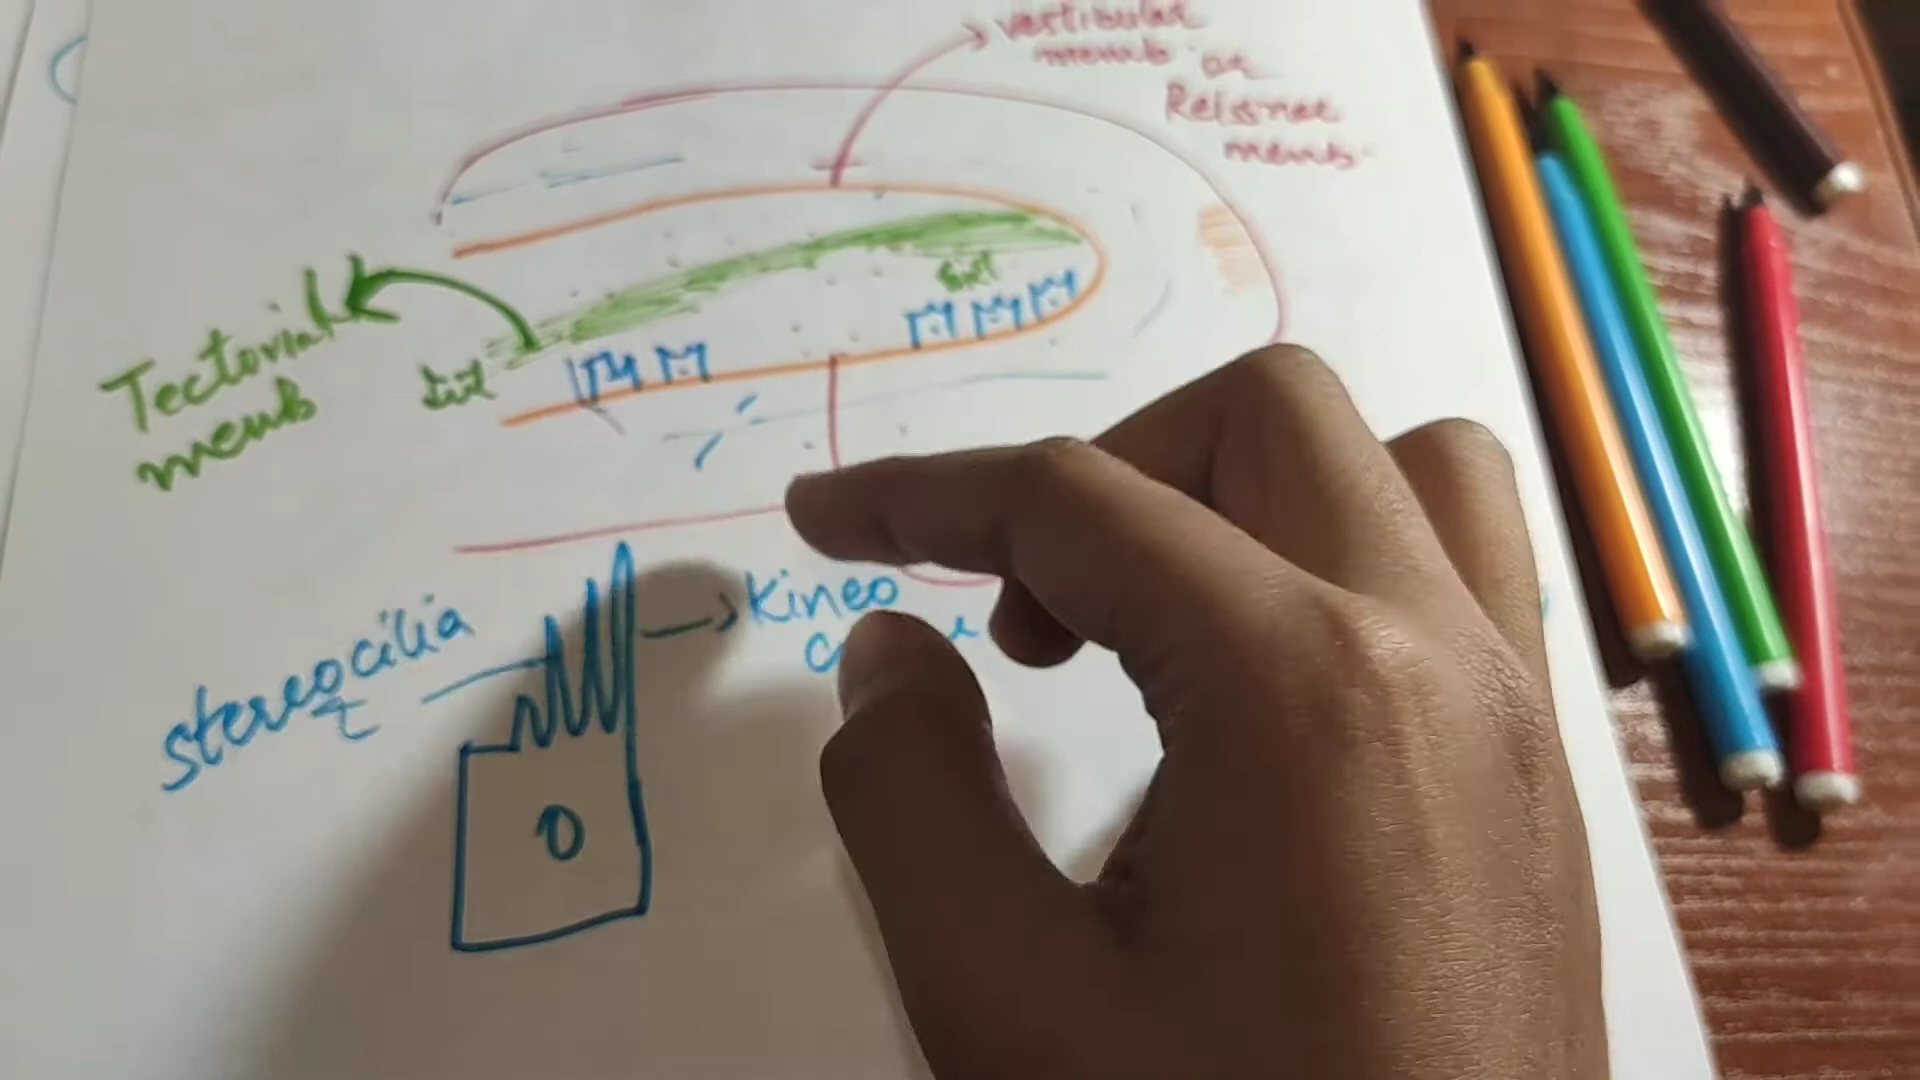 vestibular
memb or
Reissner
memb.
Tectorial
memb
stereocilia
Kineo